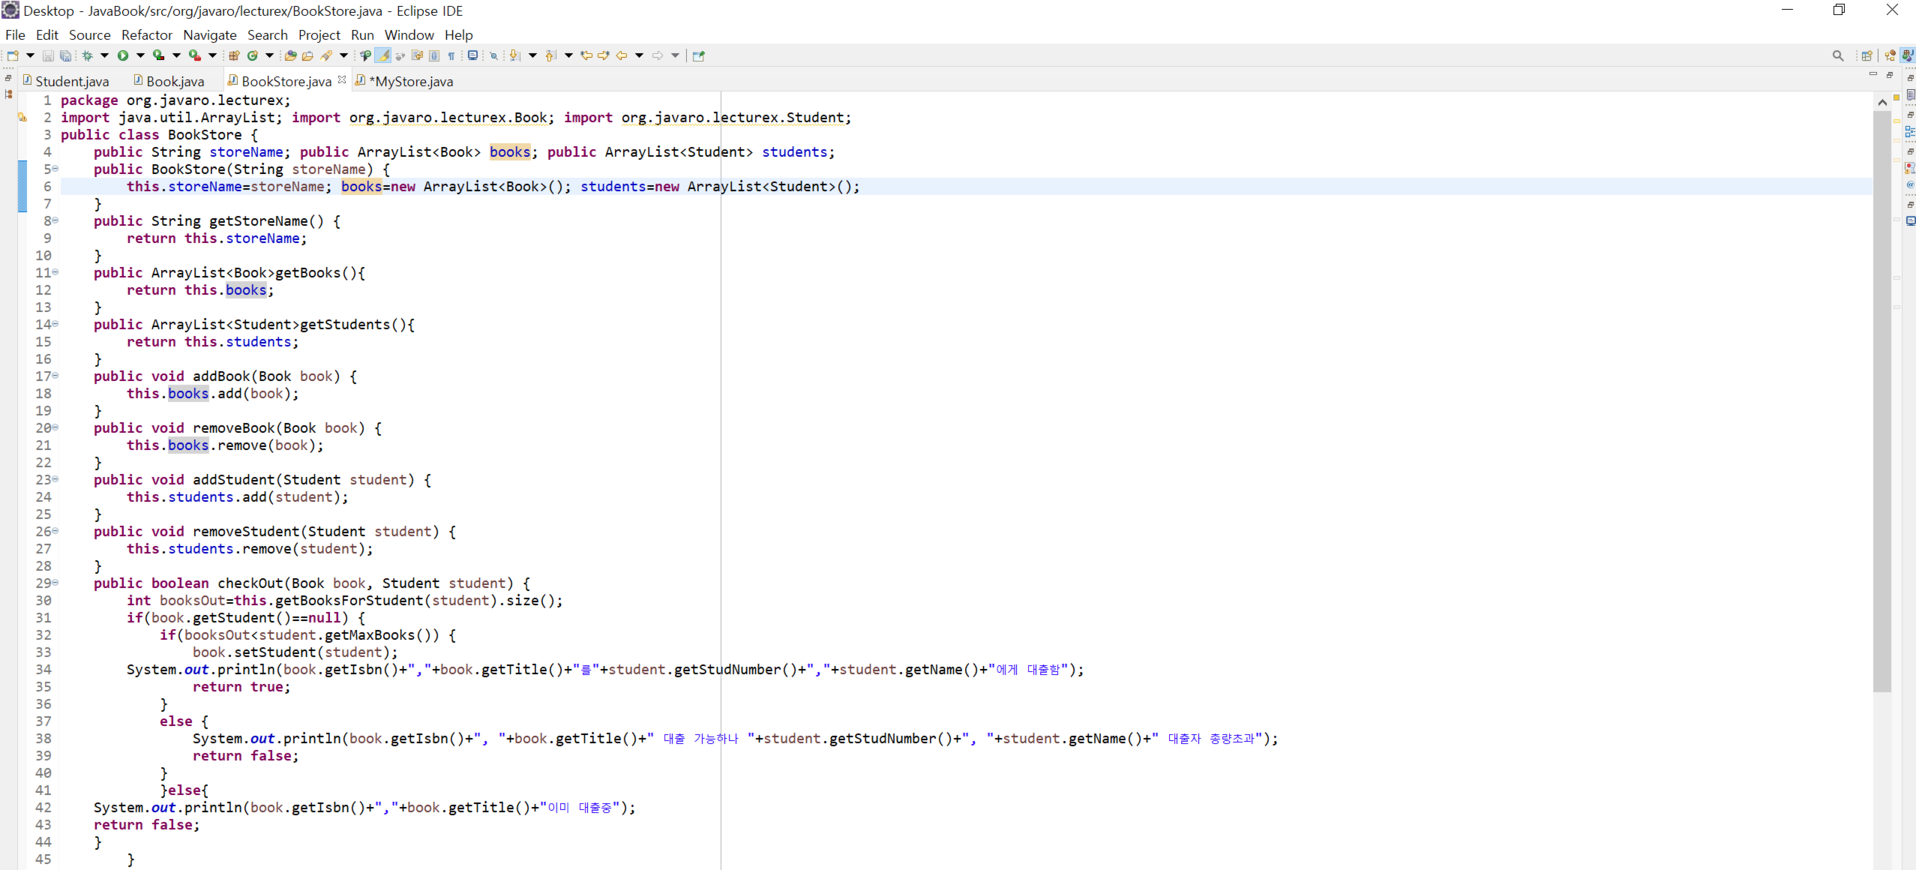 Desktop - JavaBook/src/org/javaro/lecturex/BookStore.java - Eclipse IDE
File Edit Source Refactor Navigate Search Project Run Window Help
Student.java Book.java BookStore.java *MyStore.java
1 package org.javaro.lecturex;
2 import java.util.ArrayList; import org.javaro.lecturex.Book; import org.javaro.lecturex.Student;
3 public class BookStore {
4     public String storeName; public ArrayList<Book> books; public ArrayList<Student> students;
5     public BookStore(String storeName) {
6         this.storeName=storeName; books=new ArrayList<Book>(); students=new ArrayList<Student>();
7     }
8     public String getStoreName() {
9         return this.storeName;
10     }
11     public ArrayList<Book>getBooks(){
12         return this.books;
13     }
14     public ArrayList<Student>getStudents(){
15         return this.students;
16     }
17     public void addBook(Book book) {
18         this.books.add(book);
19     }
20     public void removeBook(Book book) {
21         this.books.remove(book);
22     }
23     public void addStudent(Student student) {
24         this.students.add(student);
25     }
26     public void removeStudent(Student student) {
27         this.students.remove(student);
28     }
29     public boolean checkOut(Book book, Student student) {
30         int booksOut=this.getBooksForStudent(student).size();
31         if(book.getStudent()==null) {
32             if(booksOut<student.getMaxBooks()) {
33                 book.setStudent(student);
34         System.out.println(book.getIsbn()+","+book.getTitle()+"를"+student.getStudNumber()+","+student.getName()+"에게 대출함");
35                 return true;
36             }
37             else {
38                 System.out.println(book.getIsbn()+", "+book.getTitle()+" 대출 가능하나 "+student.getStudNumber()+", "+student.getName()+" 대출자 총량초과");
39                 return false;
40             }
41             }else{
42     System.out.println(book.getIsbn()+","+book.getTitle()+"이미 대출중");
43     return false;
44     }
45         }